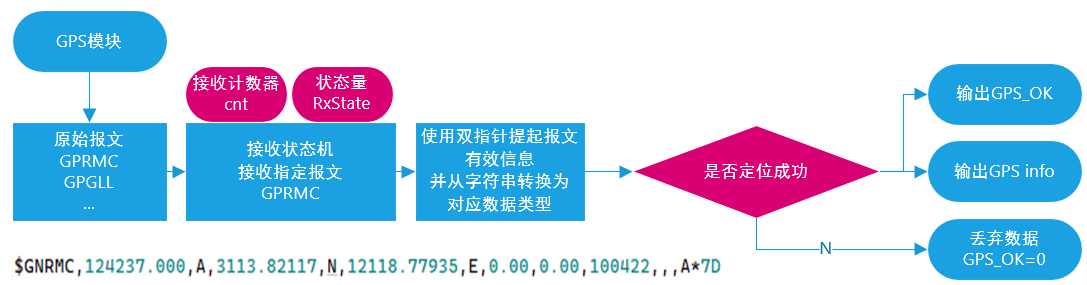 GPS模块
接收计数器
cnt
状态量
RxState
原始报文
GPRMC
GPGLL
...
接收状态机
接收指定报文
GPRMC
使用双指针提起报文
有效信息
并从字符串转换为
对应数据类型
是否定位成功
输出GPS_OK
输出GPS info
N
丢弃数据
GPS_OK=0
$GNRMC,124237.000,A,3113.82117,N,12118.77935,E,0.00,0.00,100422,,,A*7D